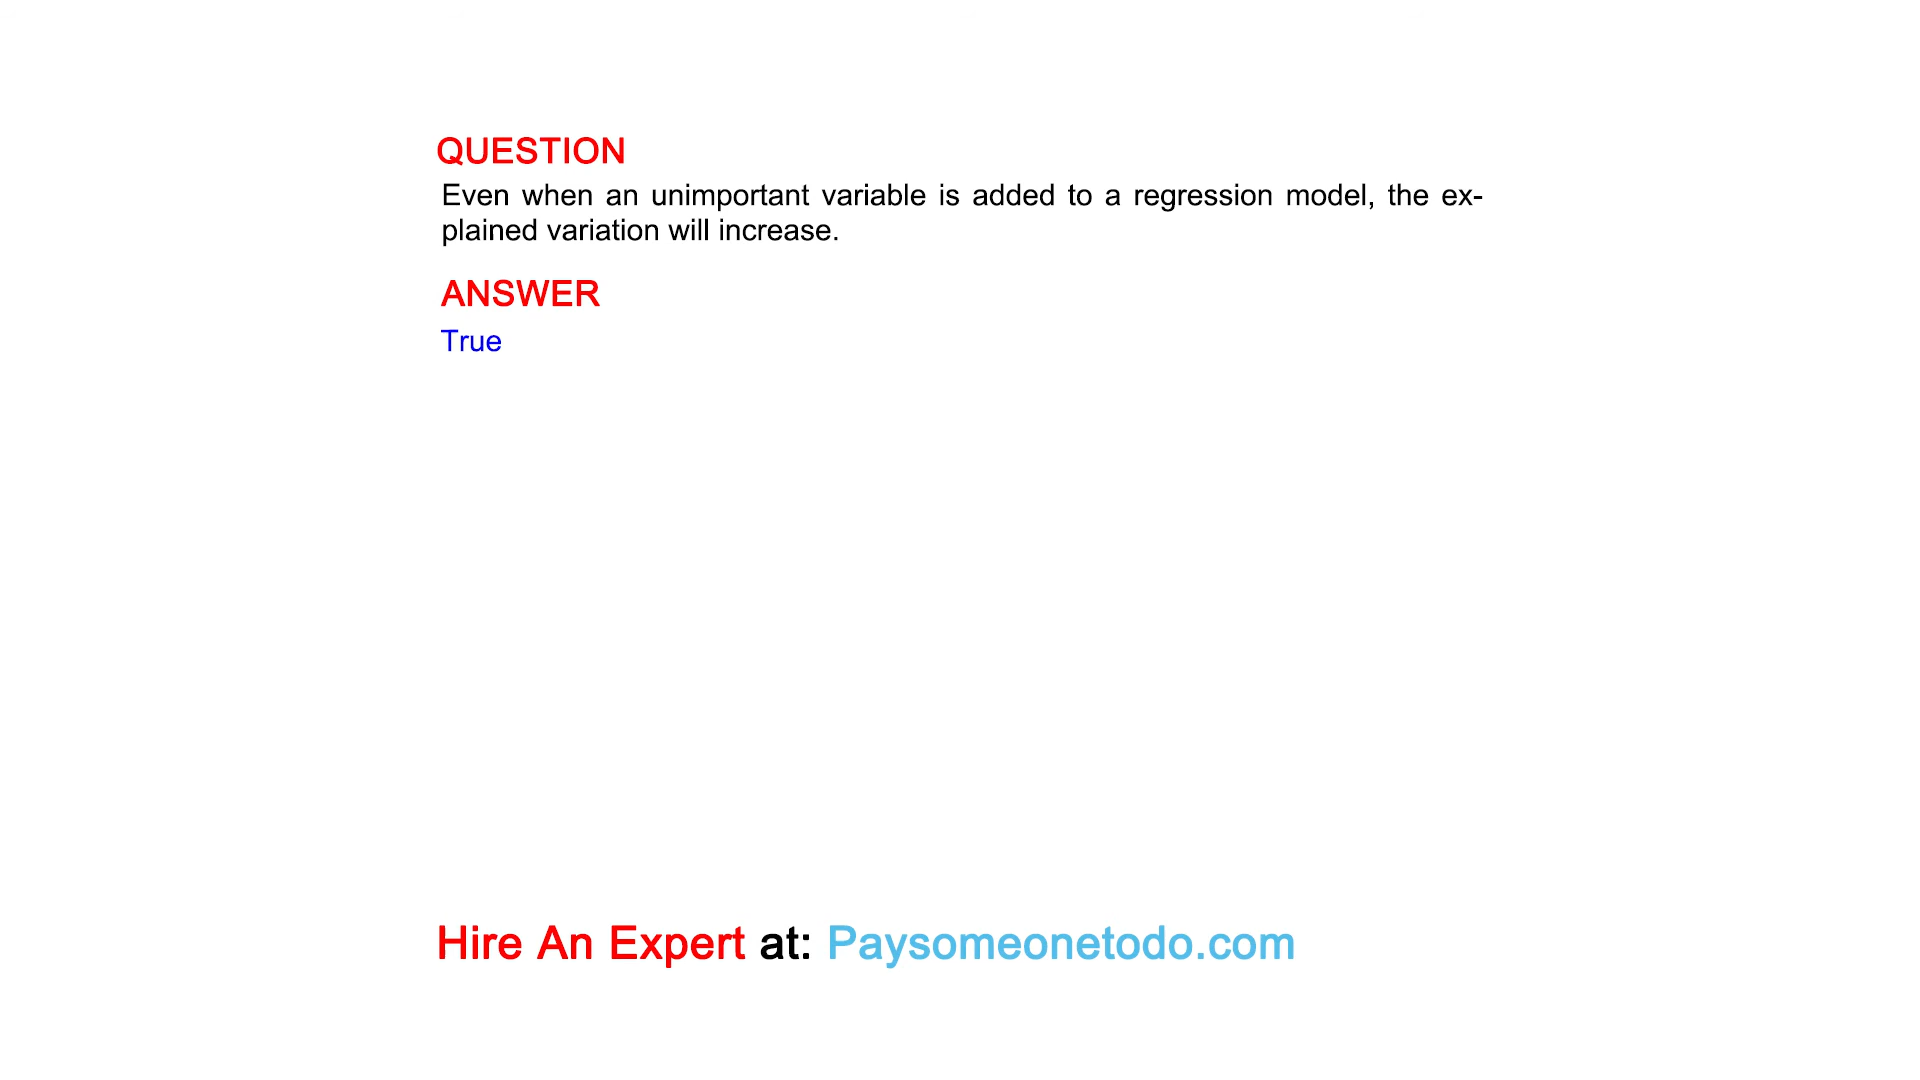 QUESTION
Even when an unimportant variable is added to a regression model, the ex-
plained variation will increase.
ANSWER
True
Hire An Expert at: Paysomeonetodo.com